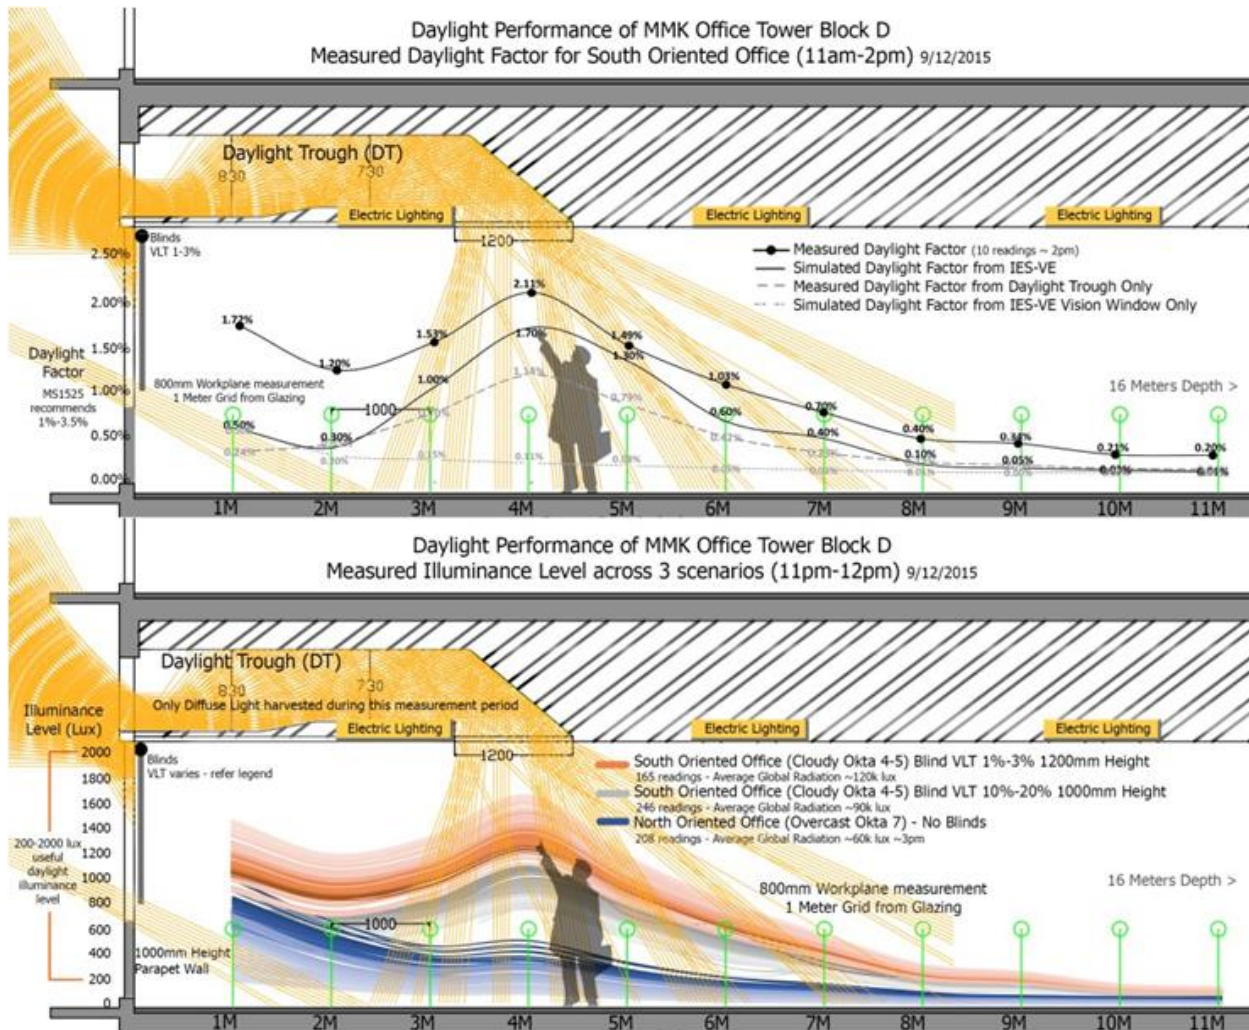 Daylight Performance of MMK Office Tower Block D
Measured Daylight Factor for South Oriented Office (11am-2pm) 9/12/2015
Daylight Trough (DT)
830
730
Electric Lighting
Electric Lighting
Electric Lighting
1200
Blinds
VLT 1-3%
Measured Daylight Factor (10 readings ~ 2pm)
Simulated Daylight Factor from IES-VE
Measured Daylight Factor from Daylight Trough Only
Simulated Daylight Factor from IES-VE Vision Window Only
2.50%
2.00%
1.50%
1.00%
0.50%
0.00%
Daylight
Factor
MS1525
recommends
1%-3.5%
800mm Workplane measurement
1 Meter Grid from Glazing
1000
16 Meters Depth >
1.20%
1.53%
2.11%
1.49%
1.03%
0.70%
0.40%
0.34%
0.21%
0.20%
0.50%
0.30%
1.00%
1.70%
1.30%
0.60%
0.40%
0.10%
0.05%
0.01%
0.24%
1.14%
0.79%
0.42%
0.15%
0.11%
1M 2M 3M 4M 5M 6M 7M 8M 9M 10M 11M
Daylight Performance of MMK Office Tower Block D
Measured Illuminance Level across 3 scenarios (11pm-12pm) 9/12/2015
Daylight Trough (DT)
830
730
Only Diffuse Light harvested during this measurement period
Electric Lighting
Electric Lighting
Electric Lighting
1200
Illuminance
Level (Lux)
2000
1800
1600
1400
1200
1000
800
600
400
200
0
Blinds
VLT varies - refer legend
South Oriented Office (Cloudy Okta 4-5) Blind VLT 1%-3% 1200mm Height
165 readings - Average Global Radiation ~120k lux
South Oriented Office (Cloudy Okta 4-5) Blind VLT 10%-20% 1000mm Height
246 readings - Average Global Radiation ~90k lux
North Oriented Office (Overcast Okta 7) - No Blinds
208 readings - Average Global Radiation ~60k lux ~3pm
200-2000 lux
useful
daylight
illuminance
level
800mm Workplane measurement
1 Meter Grid from Glazing
16 Meters Depth >
1000
1000mm Height
Parapet Wall
1M 2M 3M 4M 5M 6M 7M 8M 9M 10M 11M